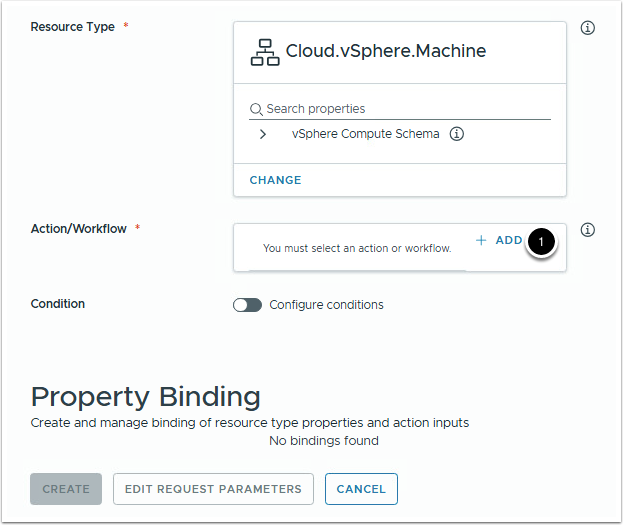 Resource Type *
Cloud.vSphere.Machine
Search properties
vSphere Compute Schema
CHANGE
Action/Workflow *
You must select an action or workflow.
+ ADD 1
Condition
Configure conditions
Property Binding
Create and manage binding of resource type properties and action inputs
No bindings found
CREATE EDIT REQUEST PARAMETERS CANCEL